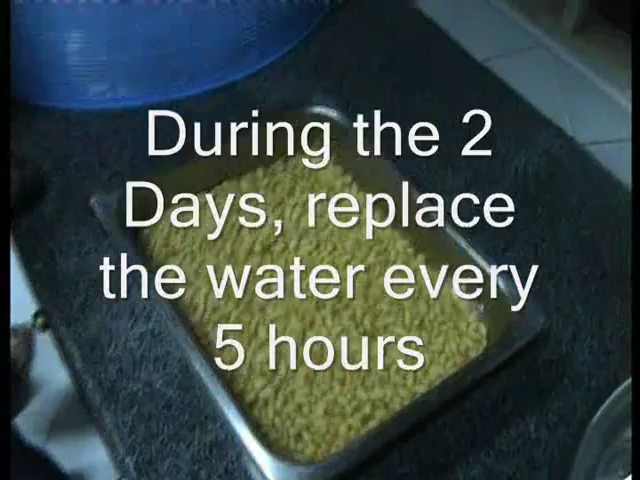 During the 2
Days, replace
the water every
5 hours